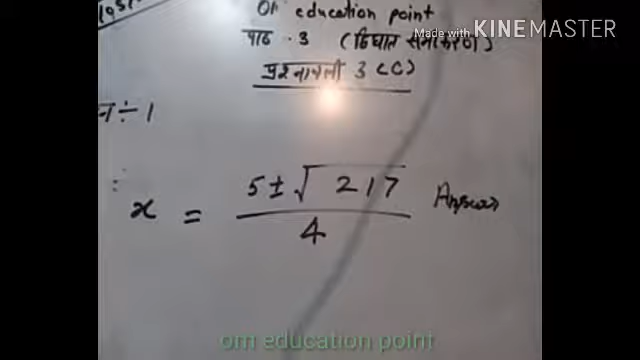 Made with KINEMASTER
Om education point
पाठ - 3 (द्विघात समीकरण)
प्रश्नावली 3 (C)
न ÷ 1
∴
x = 5 ± √217 / 4 Answer
om education point